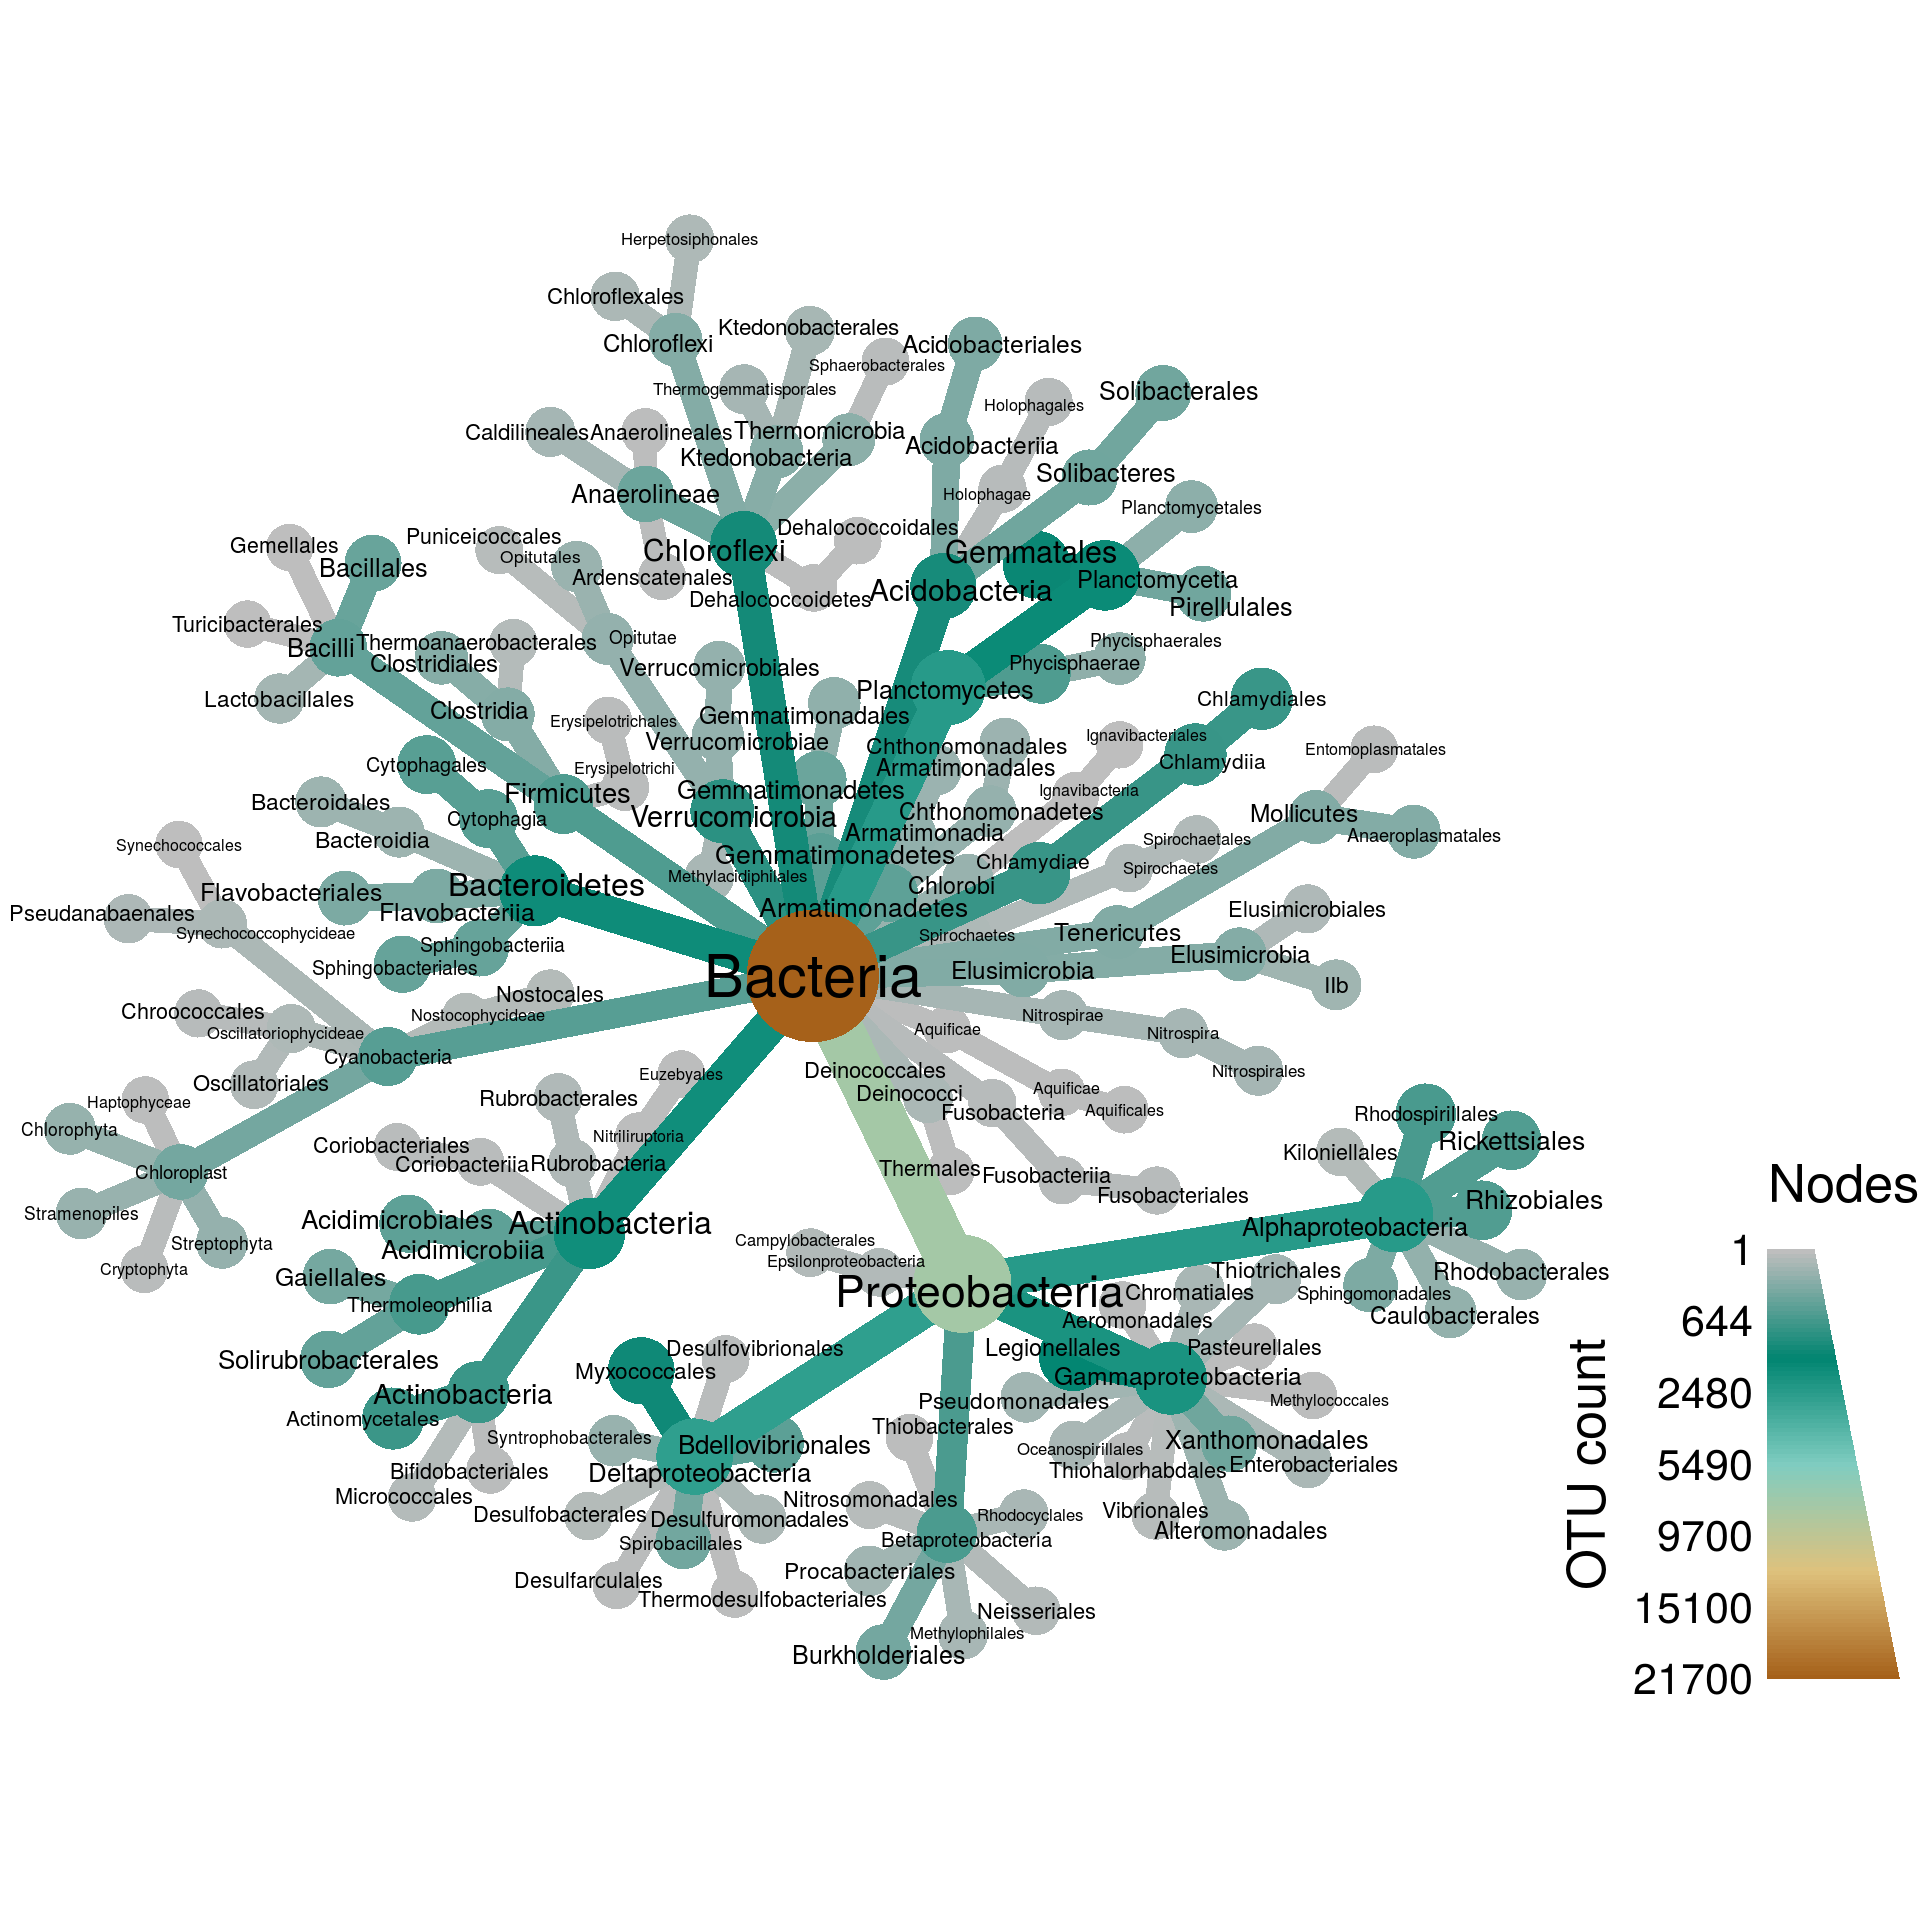 Herpetosiphonales
Chloroflexales
Ktedonobacterales
Chloroflexi
Acidobacteriales
Sphaerobacterales
Thermogemmatisporales
Solibacterales
Holophagales
Caldilineales
Anaerolineales
Thermomicrobia
Acidobacteriia
Ktedonobacteria
Solibacteres
Anaerolineae
Holophagae
Planctomycetales
Dehalococcoidales
Puniceicoccales
Gemellales
Chloroflexi
Gemmatales
Opitutales
Bacillales
Ardenscatenales
Planctomycetia
Acidobacteria
Dehalococcoidetes
Pirellulales
Turicibacterales
Opitutae
Phycisphaerales
Thermoanaerobacterales
Bacilli
Clostridiales
Phycisphaerae
Verrucomicrobiales
Planctomycetes
Lactobacillales
Chlamydiales
Clostridia
Gemmatimonadales
Erysipelotrichales
Ignavibacteriales
Verrucomicrobiae
Chthonomonadales
Entomoplasmatales
Chlamydiia
Cytophagales
Erysipelotrichi
Armatimonadales
Gemmatimonadetes
Ignavibacteria
Firmicutes
Bacteroidales
Chthonomonadetes
Mollicutes
Verrucomicrobia
Cytophagia
Armatimonadia
Anaeroplasmatales
Bacteroidia
Spirochaetales
Synechococcales
Gemmatimonadetes
Chlamydiae
Spirochaetes
Methylacidiphilales
Bacteroidetes
Chlorobi
Flavobacteriales
Armatimonadetes
Elusimicrobiales
Pseudanabaenales
Flavobacteriia
Synechococcophycideae
Tenericutes
Spirochaetes
Sphingobacteriia
Elusimicrobia
Sphingobacteriales
Elusimicrobia
Bacteria
IIb
Nostocales
Chroococcales
Nostocophycideae
Nitrospirae
Oscillatoriophycideae
Aquificae
Nitrospira
Cyanobacteria
Deinococcales
Nitrospirales
Euzebyales
Oscillatoriales
Deinococci
Aquificae
Rubrobacterales
Haptophyceae
Fusobacteria
Aquificales
Rhodospirillales
Chlorophyta
Nitriliruptoria
Rickettsiales
Coriobacteriales
Kiloniellales
Coriobacteriia
Rubrobacteria
Chloroplast
Thermales
Fusobacteriia
Nodes
Fusobacteriales
Rhizobiales
Stramenopiles
Acidimicrobiales
Actinobacteria
Alphaproteobacteria
Streptophyta
Campylobacterales
Acidimicrobiia
1
Epsilonproteobacteria
Cryptophyta
Thiotrichales
Rhodobacterales
Gaiellales
Proteobacteria
Chromatiales
Sphingomonadales
Thermoleophilia
Aeromonadales
Caulobacterales
644
Legionellales
Desulfovibrionales
Pasteurellales
Solirubrobacterales
Myxococcales
Gammaproteobacteria
2480
Actinobacteria
Pseudomonadales
Methylococcales
Actinomycetales
Thiobacterales
Syntrophobacterales
Bdellovibrionales
Xanthomonadales
Oceanospirillales
OTU count
5490
Bifidobacteriales
Deltaproteobacteria
Thiohalorhabdales
Enterobacteriales
Micrococcales
Nitrosomonadales
Desulfobacterales
Desulfuromonadales
Rhodocyclales
Vibrionales
Alteromonadales
9700
Spirobacillales
Betaproteobacteria
Procabacteriales
Desulfarculales
Thermodesulfobacteriales
Neisseriales
15100
Methylophilales
Burkholderiales
21700